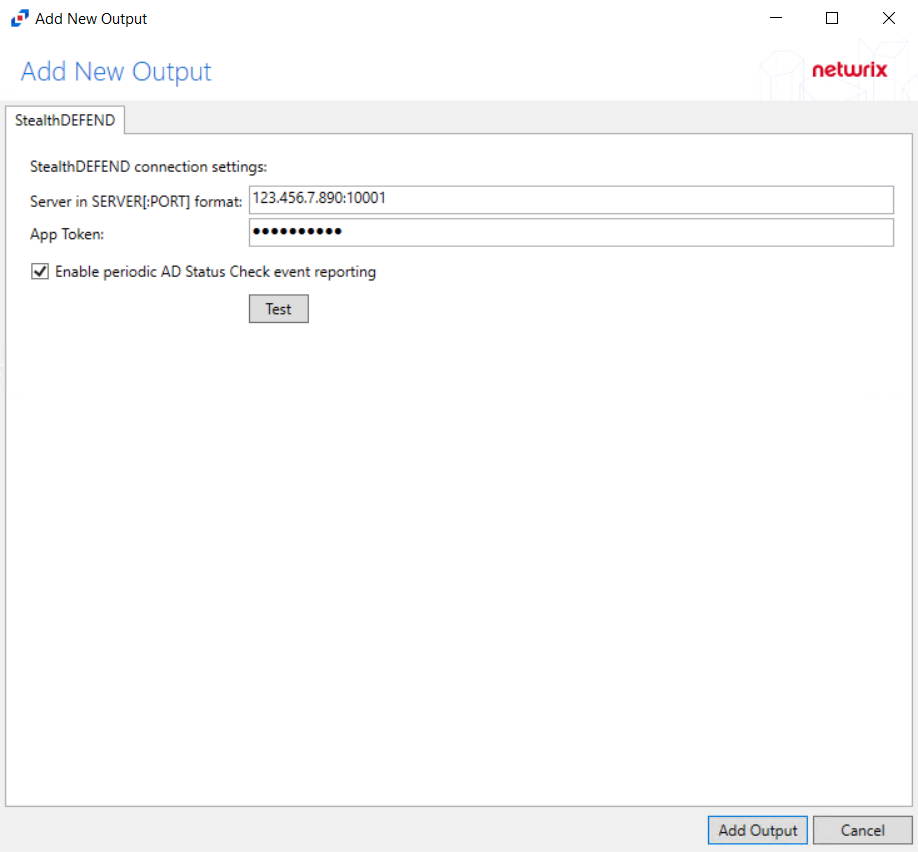 Add New Output
Add New Output
netwrix
StealthDEFEND
StealthDEFEND connection settings:
Server in SERVER[:PORT] format: 123.456.7.890:10001
App Token: ●●●●●●●●●●
Enable periodic AD Status Check event reporting
Test
Add Output Cancel